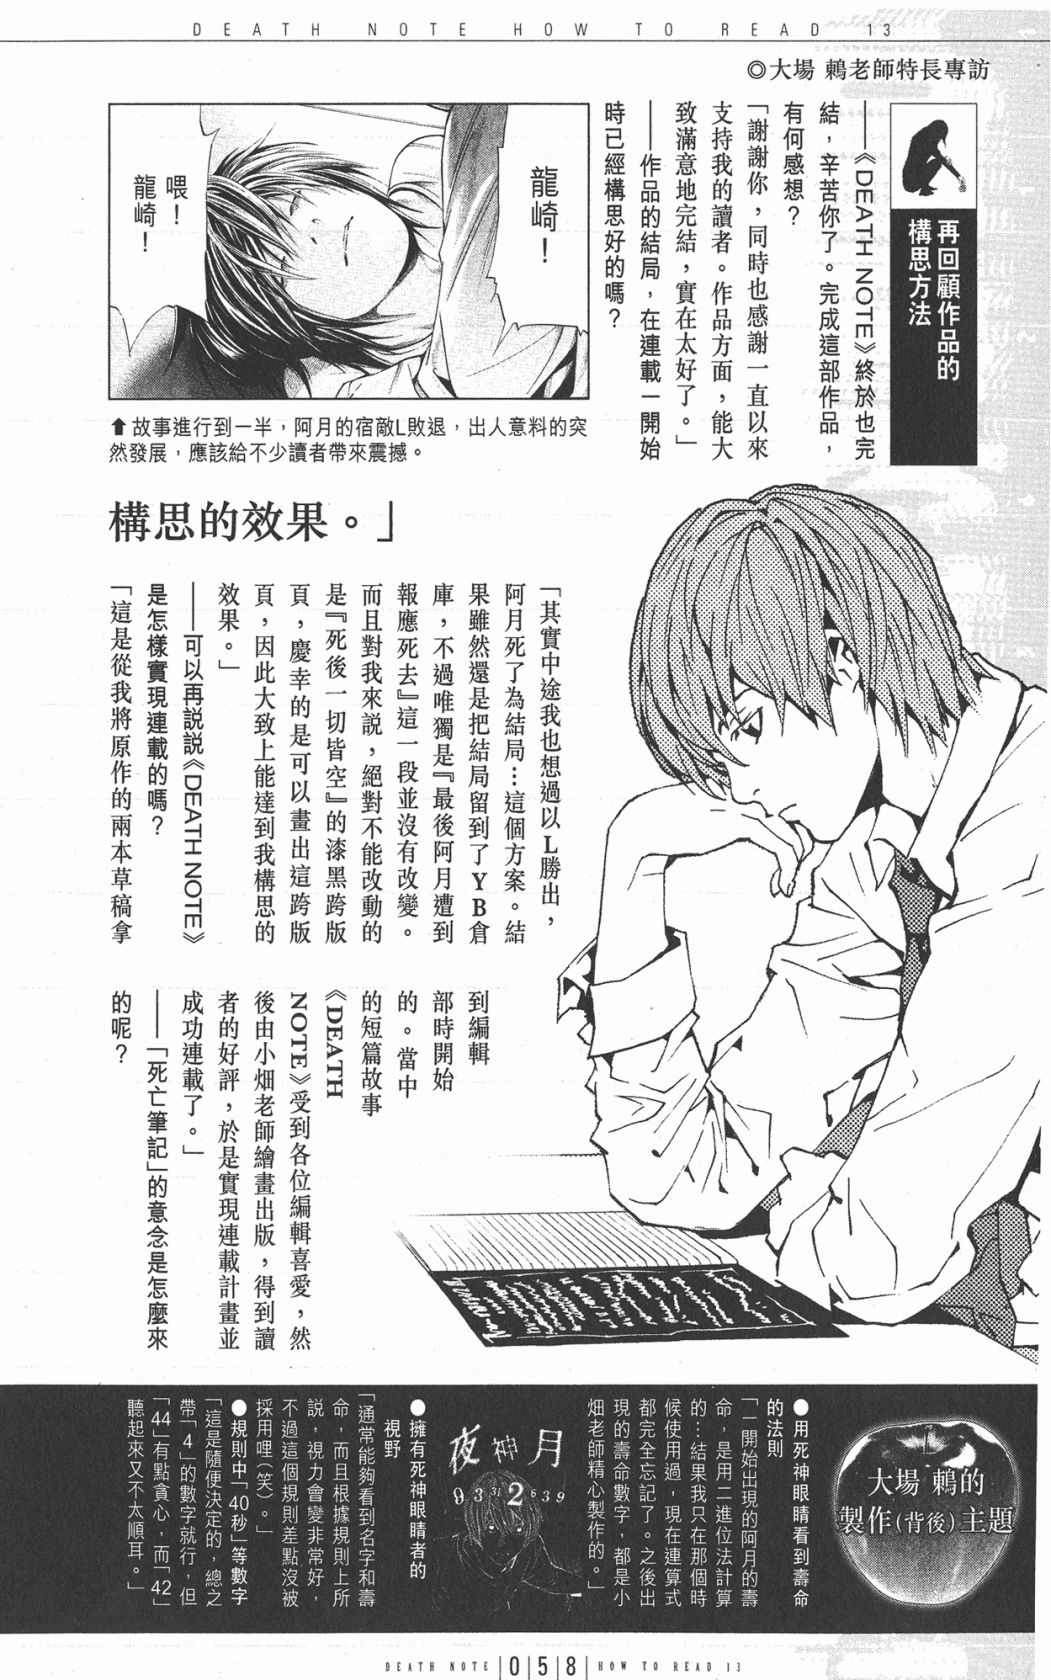 DEATH NOTE HOW TO READ 13
◎大場 鶇老師特長專訪
再回顧作品的
構思方法
——《DEATH NOTE》終於也完
結，辛苦你了。完成這部作品，
有何感想？
「謝謝你，同時也感謝一直以來
支持我的讀者。作品方面，能大
致滿意地完結，實在太好了。」
——作品的結局，在連載一開始
時已經構思好的嗎？
龍崎！
喂！
龍崎！
⬆故事進行到一半，阿月的宿敵L敗退，出人意料的突
然發展，應該給不少讀者帶來震撼。
構思的效果。」
「其實中途我也想過以L勝出，
阿月死了為結局…這個方案。結
果雖然還是把結局留到了YB倉
庫，不過唯獨是『最後阿月遭到
報應死去』這一段並沒有改變。
而且對我來說，絕對不能改動的
是『死後一切皆空』的漆黑跨版
頁，慶幸的是可以畫出這跨版
頁，因此大致上能達到我構思的
效果。」
——可以再説説《DEATH NOTE》
是怎樣實現連載的嗎？
「這是從我將原作的兩本草稿拿
到編輯
部時開始
的。當中
的短篇故事
《DEATH
NOTE》受到各位編輯喜愛，然
後由小畑老師繪畫出版，得到讀
者的好評，於是實現連載計畫並
成功連載了。」
——「死亡筆記」的意念是怎麼來
的呢？
大場 鶇的
製作（背後）主題
●用死神眼睛看到壽命
的法則
「一開始出現的阿月的壽
命，是用二進位法計算
的…結果我只在那個時
候使用過，現在連算式
都完全忘記了。之後出
現的壽命數字，都是小
畑老師精心製作的。」
夜神月
9 3 31 2 6 3 9
●擁有死神眼睛者的
視野
「通常能夠看到名字和壽
命，而且根據規則上所
説，視力會變非常好，
不過這個規則差點沒被
採用哩（笑）。」
●規則中「40秒」等數字
「這是隨便決定的，總之
帶「4」的數字就行，但
「44」有點貪心，而「42」
聽起來又不太順耳。」
DEATH NOTE |0|5|8| HOW TO READ 13